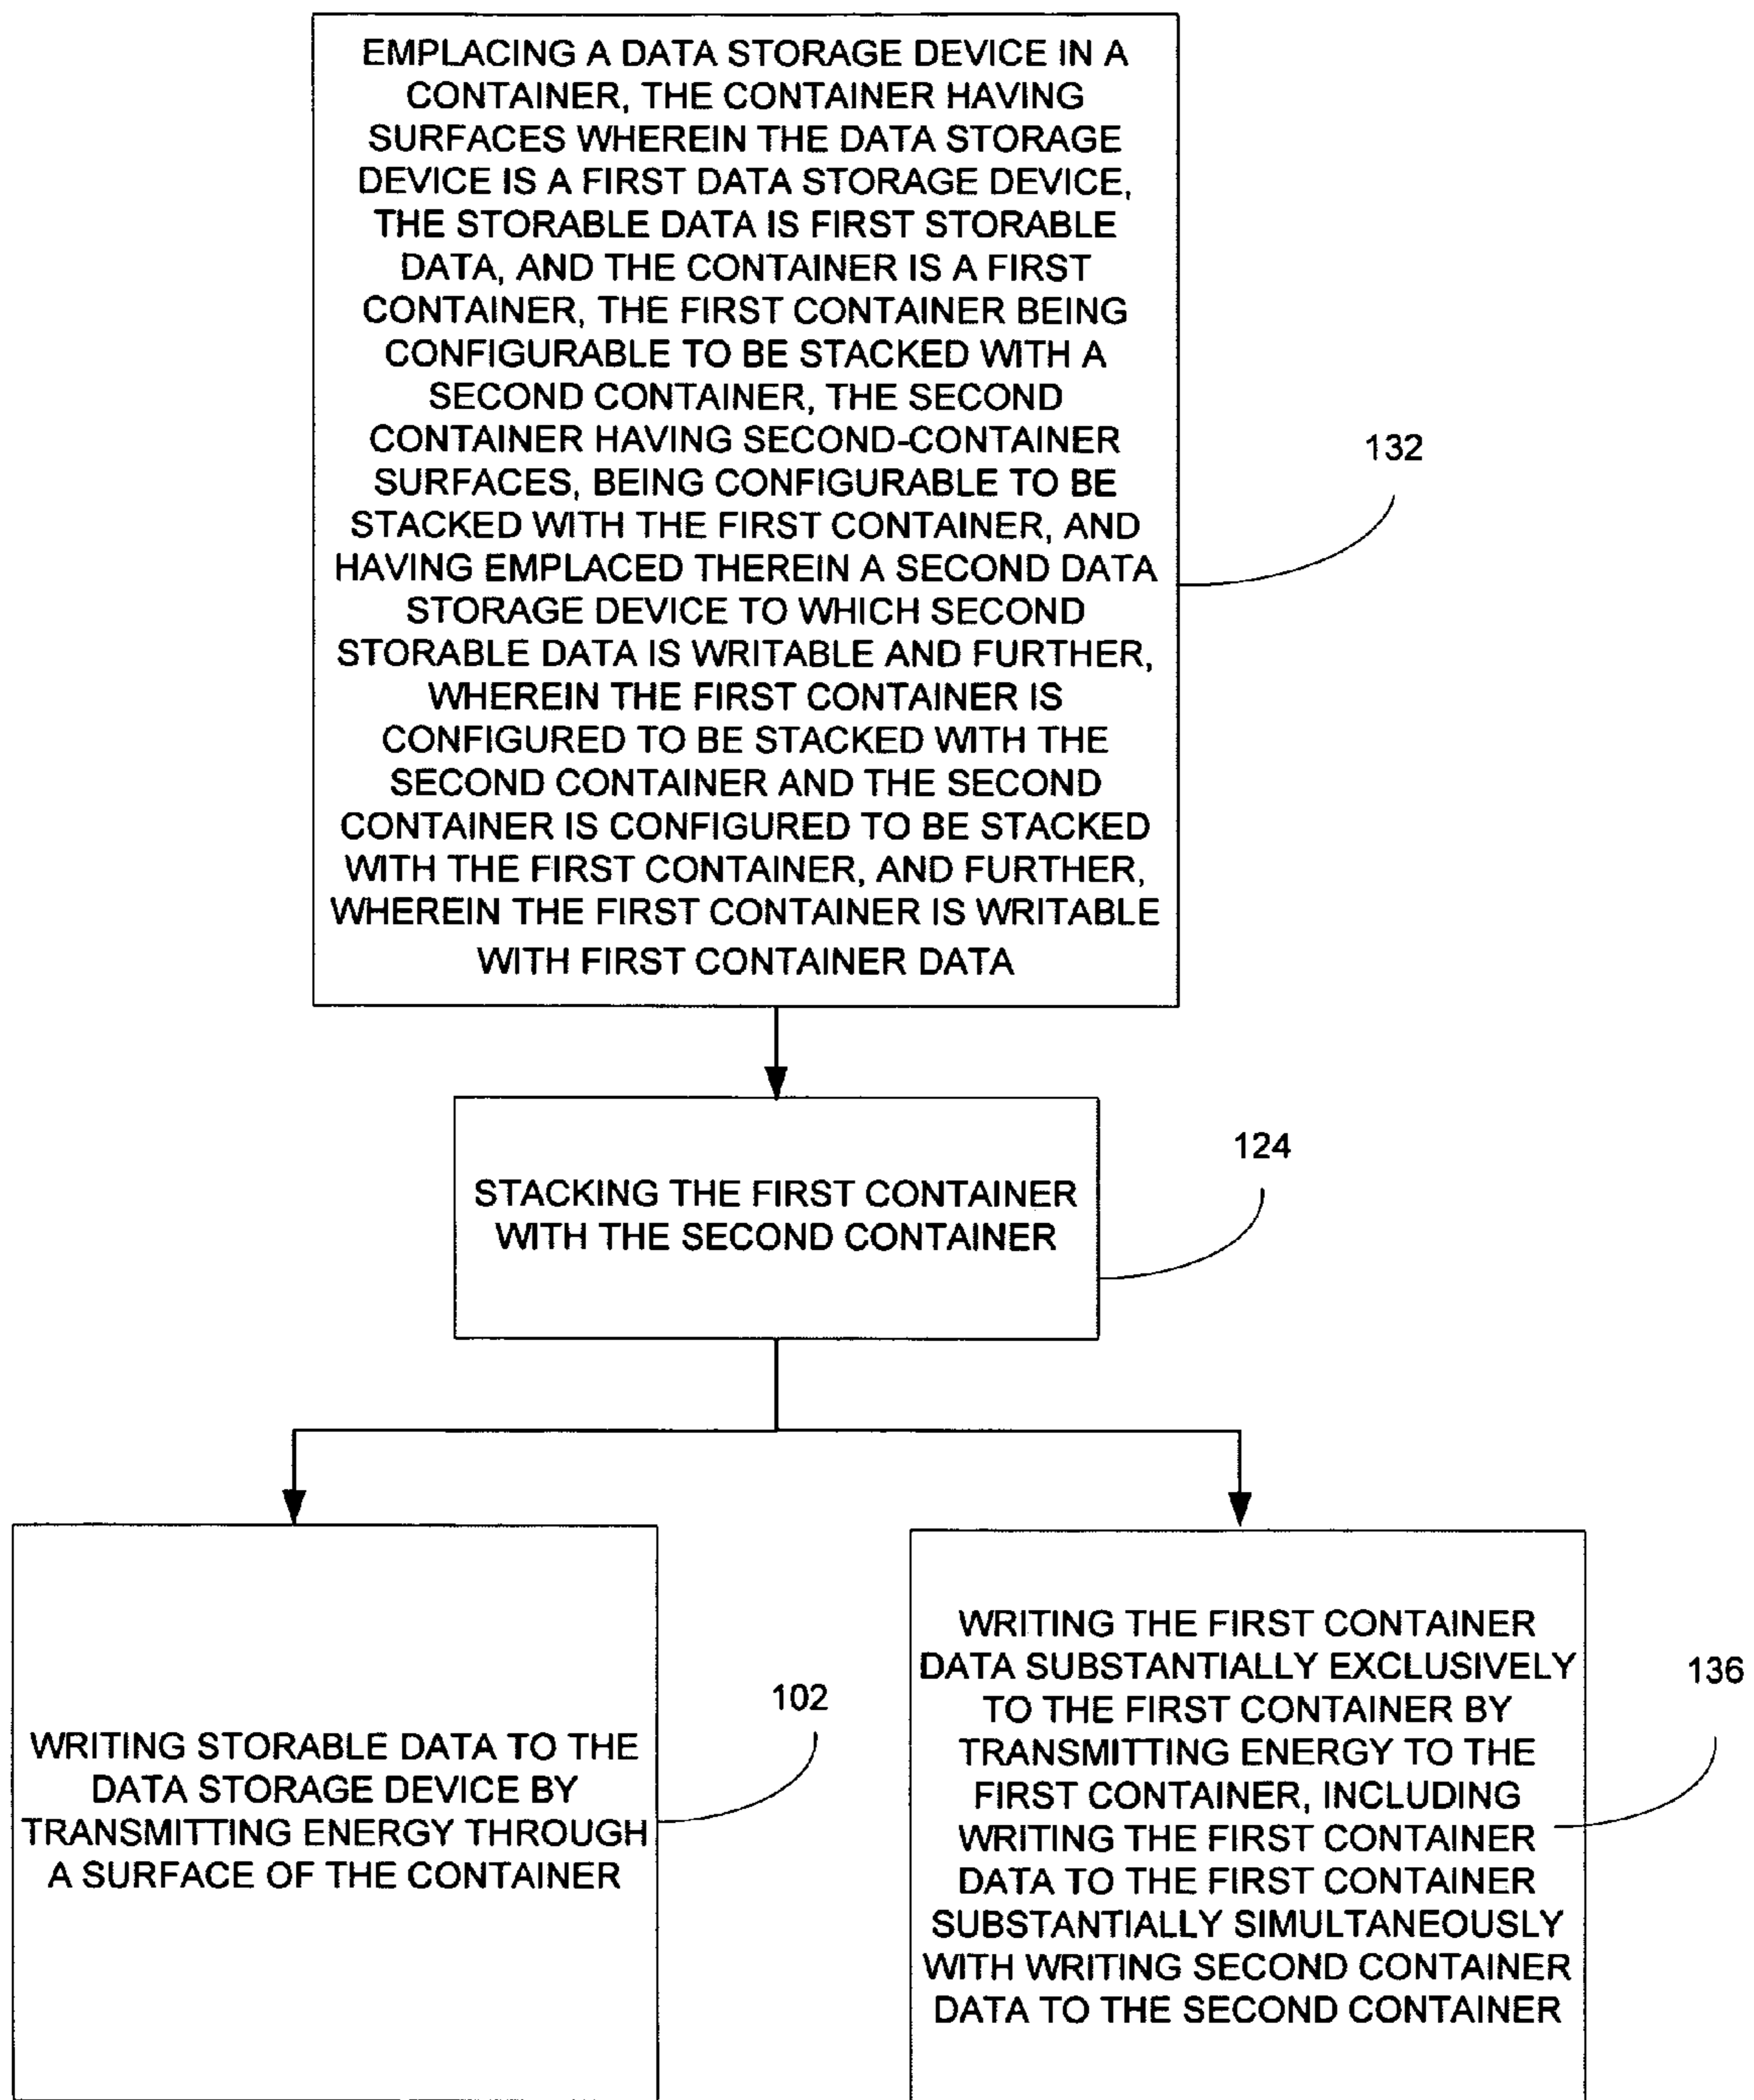 EMPLACING A DATA STORAGE DEVICE IN A
CONTAINER, THE CONTAINER HAVING
SURFACES WHEREIN THE DATA STORAGE
DEVICE IS A FIRST DATA STORAGE DEVICE,
THE STORABLE DATA IS FIRST STORABLE
DATA, AND THE CONTAINER IS A FIRST
CONTAINER, THE FIRST CONTAINER BEING
CONFIGURABLE TO BE STACKED WITH A
SECOND CONTAINER, THE SECOND
CONTAINER HAVING SECOND-CONTAINER
SURFACES, BEING CONFIGURABLE TO BE
STACKED WITH THE FIRST CONTAINER, AND
HAVING EMPLACED THEREIN A SECOND DATA
STORAGE DEVICE TO WHICH SECOND
STORABLE DATA IS WRITABLE AND FURTHER,
WHEREIN THE FIRST CONTAINER IS
CONFIGURED TO BE STACKED WITH THE
SECOND CONTAINER AND THE SECOND
CONTAINER IS CONFIGURED TO BE STACKED
WITH THE FIRST CONTAINER, AND FURTHER,
WHEREIN THE FIRST CONTAINER IS WRITABLE
WITH FIRST CONTAINER DATA
132
STACKING THE FIRST CONTAINER
WITH THE SECOND CONTAINER
124
WRITING STORABLE DATA TO THE
DATA STORAGE DEVICE BY
TRANSMITTING ENERGY THROUGH
A SURFACE OF THE CONTAINER
102
WRITING THE FIRST CONTAINER
DATA SUBSTANTIALLY EXCLUSIVELY
TO THE FIRST CONTAINER BY
TRANSMITTING ENERGY TO THE
FIRST CONTAINER, INCLUDING
WRITING THE FIRST CONTAINER
DATA TO THE FIRST CONTAINER
SUBSTANTIALLY SIMULTANEOUSLY
WITH WRITING SECOND CONTAINER
DATA TO THE SECOND CONTAINER
136